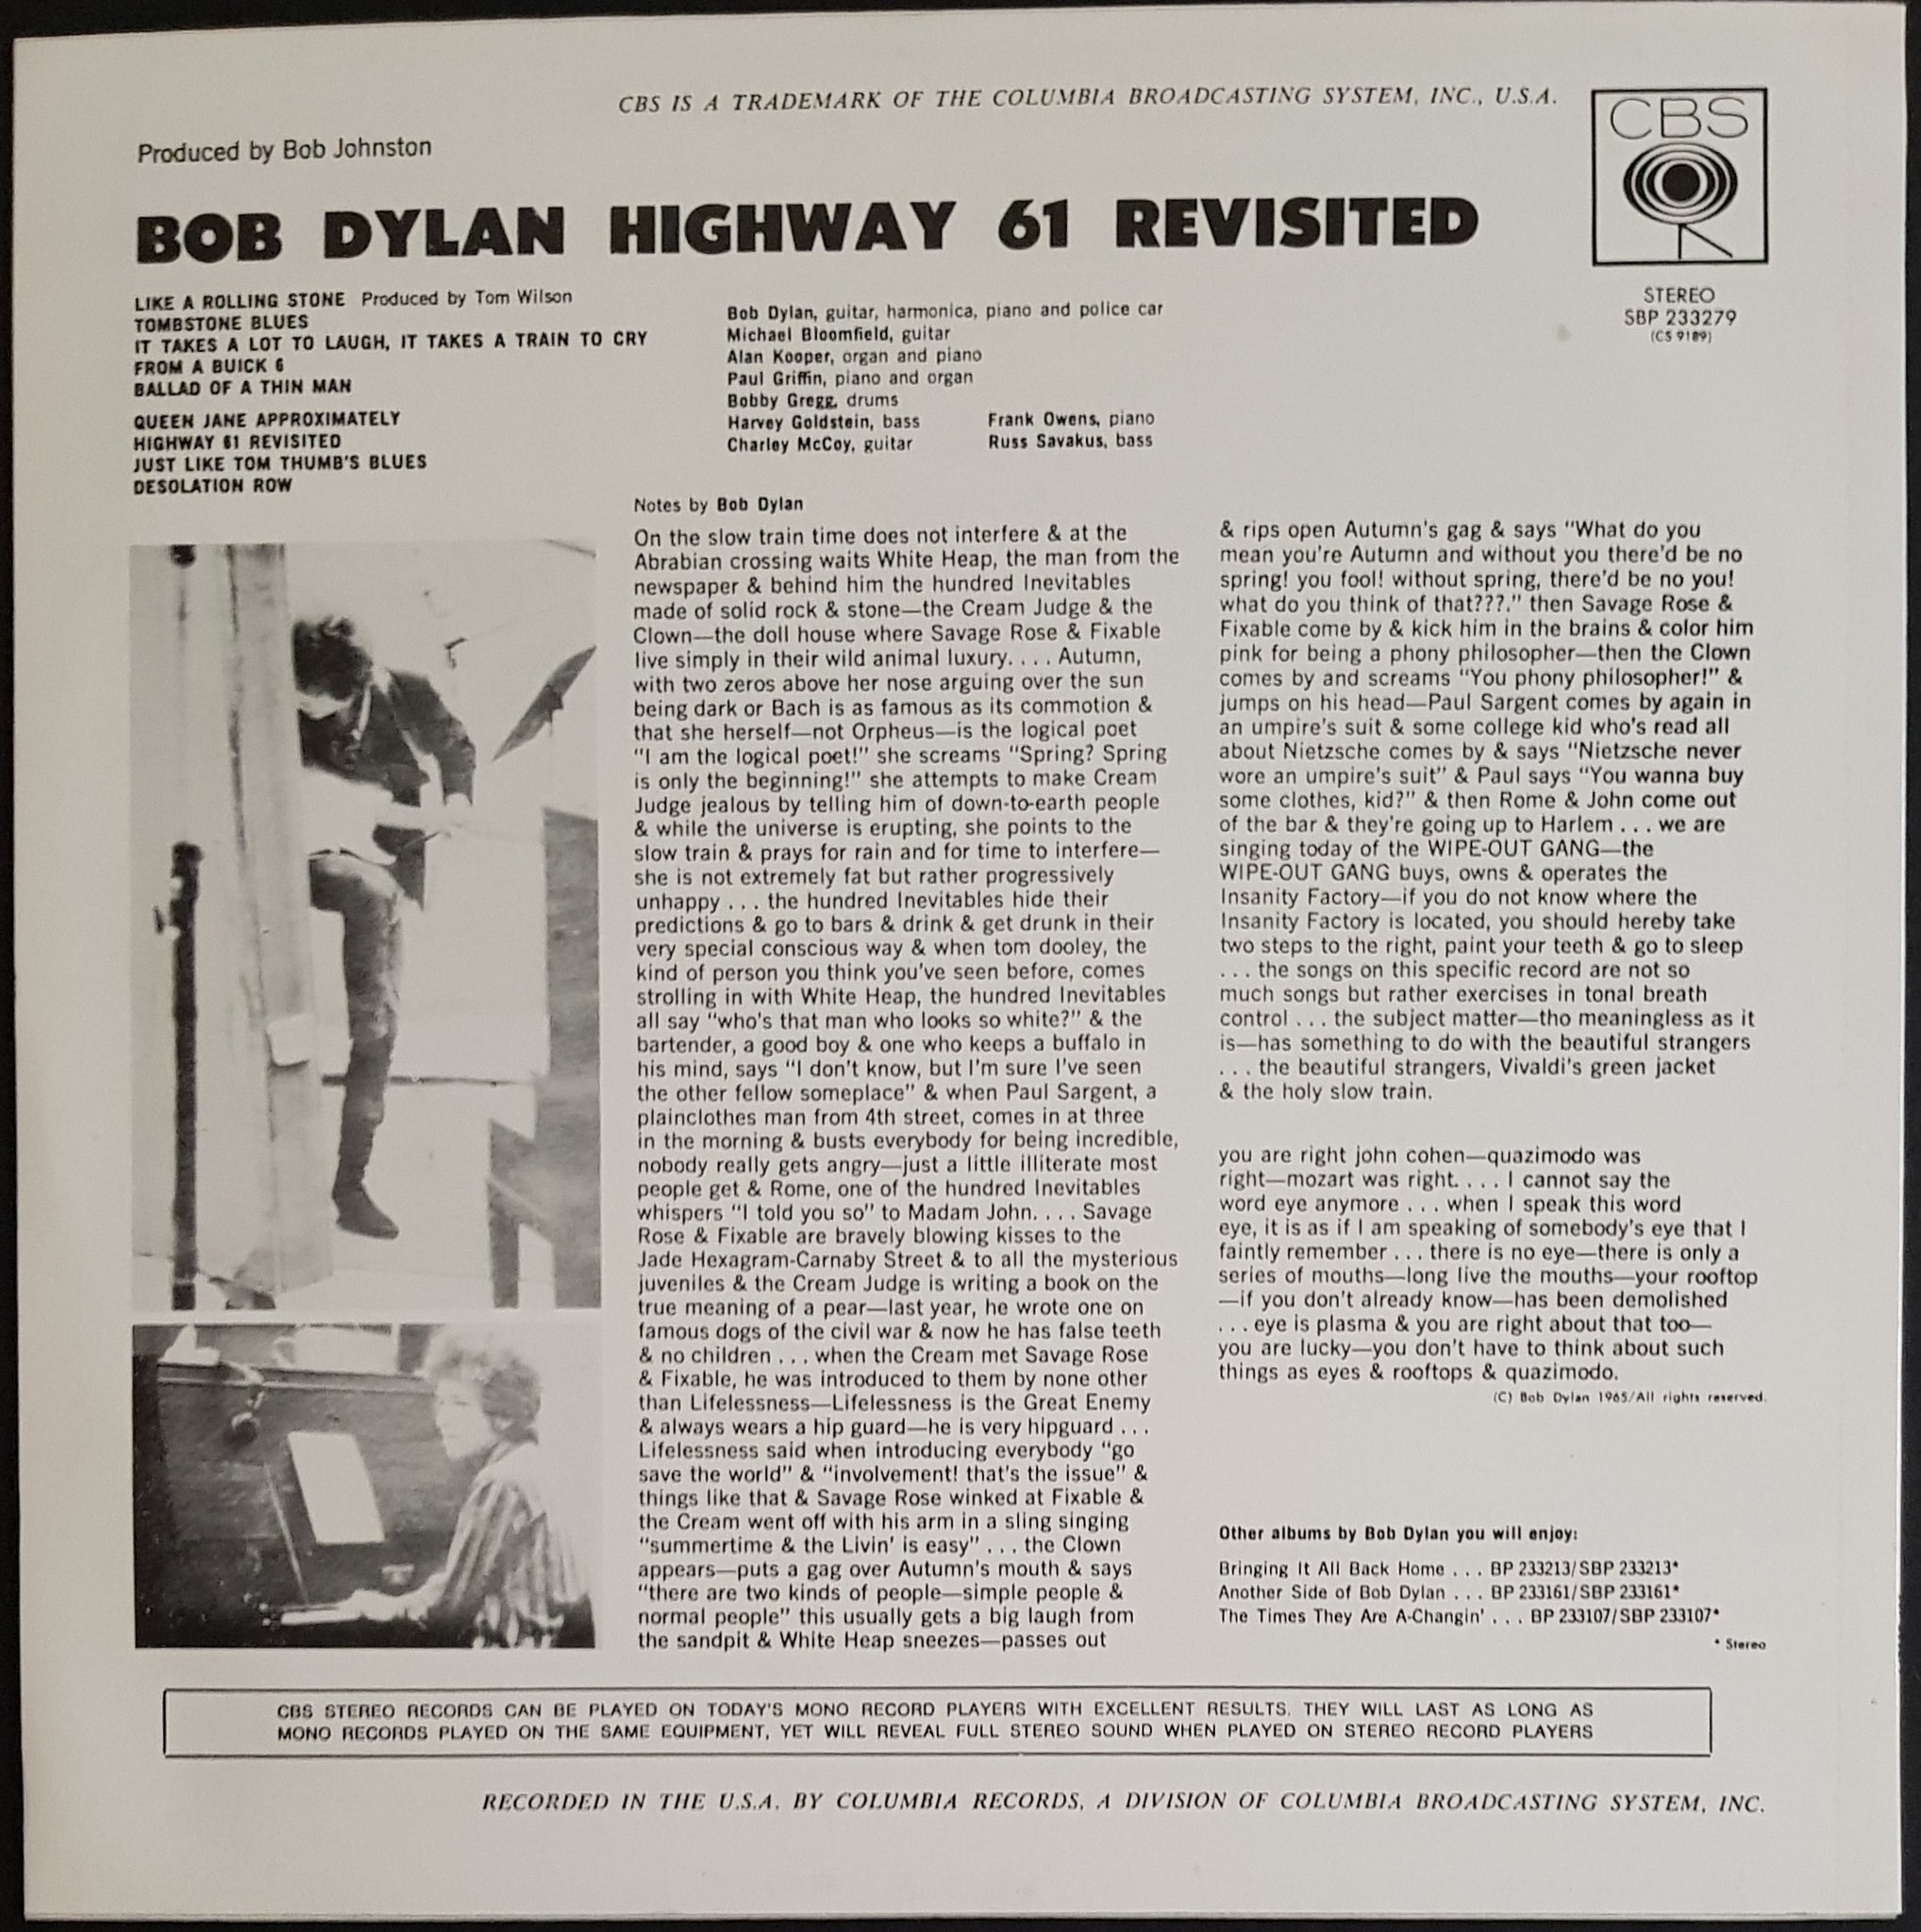 CBS IS A TRADEMARK OF THE COLUMBIA BROADCASTING SYSTEM, INC., U.S.A.
CBS
Produced by Bob Johnston
BOB DYLAN HIGHWAY 61 REVISITED
STEREO
SBP 233279
(CS 9189)
LIKE A ROLLING STONE Produced by Tom Wilson
TOMBSTONE BLUES
IT TAKES A LOT TO LAUGH, IT TAKES A TRAIN TO CRY
FROM A BUICK 6
BALLAD OF A THIN MAN
QUEEN JANE APPROXIMATELY
HIGHWAY 61 REVISITED
JUST LIKE TOM THUMB'S BLUES
DESOLATION ROW
Bob Dylan, guitar, harmonica, piano and police car
Michael Bloomfield, guitar
Alan Kooper, organ and piano
Paul Griffin, piano and organ
Bobby Gregg, drums
Harvey Goldstein, bass
Charley McCoy, guitar
Frank Owens, piano
Russ Savakus, bass
Notes by Bob Dylan
On the slow train time does not interfere & at the
Abrabian crossing waits White Heap, the man from the
newspaper & behind him the hundred Inevitables
made of solid rock & stone—the Cream Judge & the
Clown—the doll house where Savage Rose & Fixable
live simply in their wild animal luxury. . . . Autumn,
with two zeros above her nose arguing over the sun
being dark or Bach is as famous as its commotion &
that she herself—not Orpheus—is the logical poet
"I am the logical poet!" she screams "Spring? Spring
is only the beginning!" she attempts to make Cream
Judge jealous by telling him of down-to-earth people
& while the universe is erupting, she points to the
slow train & prays for rain and for time to interfere—
she is not extremely fat but rather progressively
unhappy . . . the hundred Inevitables hide their
predictions & go to bars & drink & get drunk in their
very special conscious way & when tom dooley, the
kind of person you think you've seen before, comes
strolling in with White Heap, the hundred Inevitables
all say "who's that man who looks so white?" & the
bartender, a good boy & one who keeps a buffalo in
his mind, says "I don't know, but I'm sure I've seen
the other fellow someplace" & when Paul Sargent, a
plainclothes man from 4th street, comes in at three
in the morning & busts everybody for being incredible,
nobody really gets angry—just a little illiterate most
people get & Rome, one of the hundred Inevitables
whispers "I told you so" to Madam John. . . . Savage
Rose & Fixable are bravely blowing kisses to the
Jade Hexagram-Carnaby Street & to all the mysterious
juveniles & the Cream Judge is writing a book on the
true meaning of a pear—last year, he wrote one on
famous dogs of the civil war & now he has false teeth
& no children . . . when the Cream met Savage Rose
& Fixable, he was introduced to them by none other
than Lifelessness—Lifelessness is the Great Enemy
& always wears a hip guard—he is very hipguard . . .
Lifelessness said when introducing everybody "go
save the world" & "involvement! that's the issue" &
things like that & Savage Rose winked at Fixable &
the Cream went off with his arm in a sling singing
"summertime & the Livin' is easy" . . . the Clown
appears—puts a gag over Autumn's mouth & says
"there are two kinds of people—simple people &
normal people" this usually gets a big laugh from
the sandpit & White Heap sneezes—passes out
& rips open Autumn's gag & says "What do you
mean you're Autumn and without you there'd be no
spring! you fool! without spring, there'd be no you!
what do you think of that???." then Savage Rose &
Fixable come by & kick him in the brains & color him
pink for being a phony philosopher—then the Clown
comes by and screams "You phony philosopher!" &
jumps on his head—Paul Sargent comes by again in
an umpire's suit & some college kid who's read all
about Nietzsche comes by & says "Nietzsche never
wore an umpire's suit" & Paul says "You wanna buy
some clothes, kid?" & then Rome & John come out
of the bar & they're going up to Harlem . . . we are
singing today of the WIPE-OUT GANG—the
WIPE-OUT GANG buys, owns & operates the
Insanity Factory—if you do not know where the
Insanity Factory is located, you should hereby take
two steps to the right, paint your teeth & go to sleep
. . . the songs on this specific record are not so
much songs but rather exercises in tonal breath
control . . . the subject matter—tho meaningless as it
is—has something to do with the beautiful strangers
. . . the beautiful strangers, Vivaldi's green jacket
& the holy slow train.
you are right john cohen—quazimodo was
right—mozart was right. . . . I cannot say the
word eye anymore . . . when I speak this word
eye, it is as if I am speaking of somebody's eye that I
faintly remember . . . there is no eye—there is only a
series of mouths—long live the mouths—your rooftop
—if you don't already know—has been demolished
. . . eye is plasma & you are right about that too—
you are lucky—you don't have to think about such
things as eyes & rooftops & quazimodo.
(C) Bob Dylan 1965/All rights reserved.
Other albums by Bob Dylan you will enjoy:
Bringing It All Back Home . . . BP 233213/SBP 233213*
Another Side of Bob Dylan . . . BP 233161/SBP 233161*
The Times They Are A-Changin' . . . BP 233107/SBP 233107*
* Stereo
CBS STEREO RECORDS CAN BE PLAYED ON TODAY'S MONO RECORD PLAYERS WITH EXCELLENT RESULTS. THEY WILL LAST AS LONG AS
MONO RECORDS PLAYED ON THE SAME EQUIPMENT, YET WILL REVEAL FULL STEREO SOUND WHEN PLAYED ON STEREO RECORD PLAYERS
RECORDED IN THE U.S.A. BY COLUMBIA RECORDS, A DIVISION OF COLUMBIA BROADCASTING SYSTEM, INC.